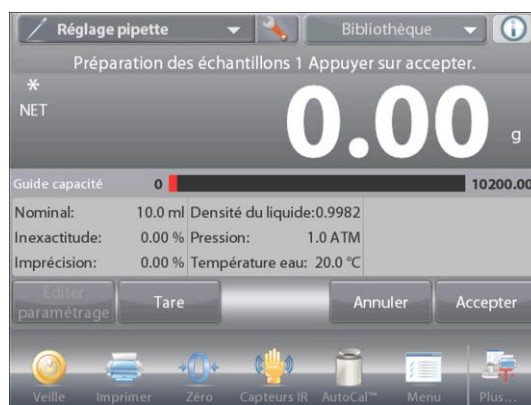 Réglage pipette Bibliothèque
Préparation des échantillons 1 Appuyer sur accepter.
*
NET
0.00 g
Guide capacité 0 10200.00
Nominal: 10.0 ml Densité du liquide:0.9982
Inexactitude: 0.00 % Pression: 1.0 ATM
Imprécision: 0.00 % Température eau: 20.0 °C
Editer paramétrage Tare Annuler Accepter
Veille Imprimer Zéro Capteurs IR AutoCal™ Menu Plus...